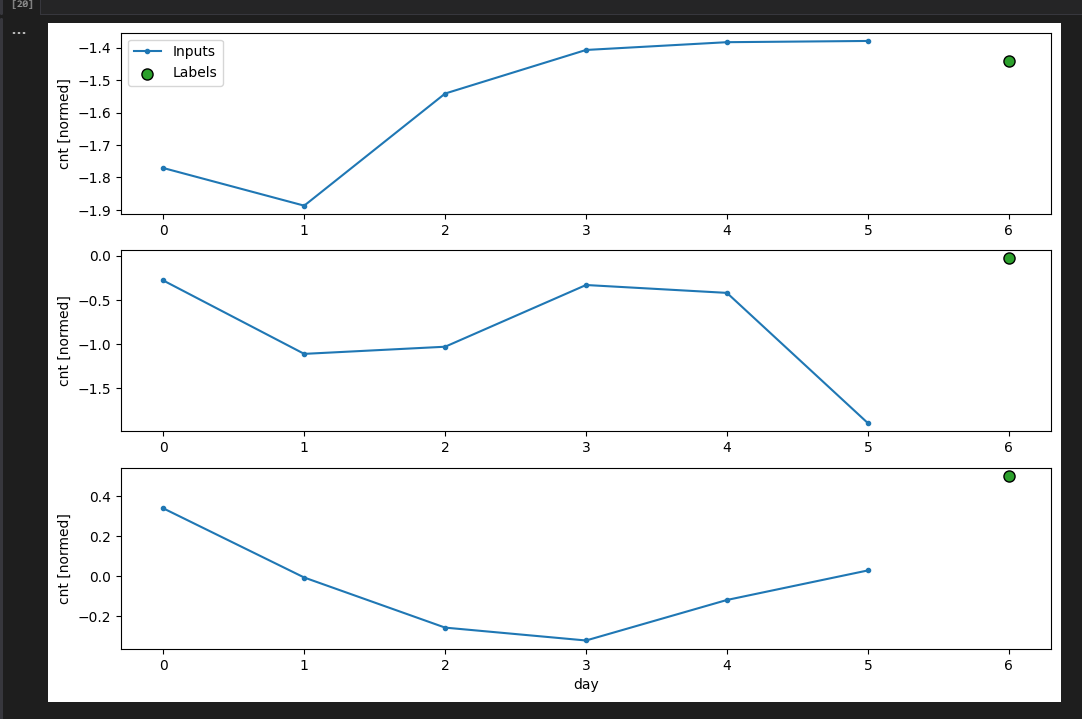 [20]
...
Inputs
Labels
cnt [normed]
−1.4
−1.5
−1.6
−1.7
−1.8
−1.9
0 1 2 3 4 5 6
cnt [normed]
0.0
−0.5
−1.0
−1.5
0 1 2 3 4 5 6
cnt [normed]
0.4
0.2
0.0
−0.2
0 1 2 3 4 5 6
day